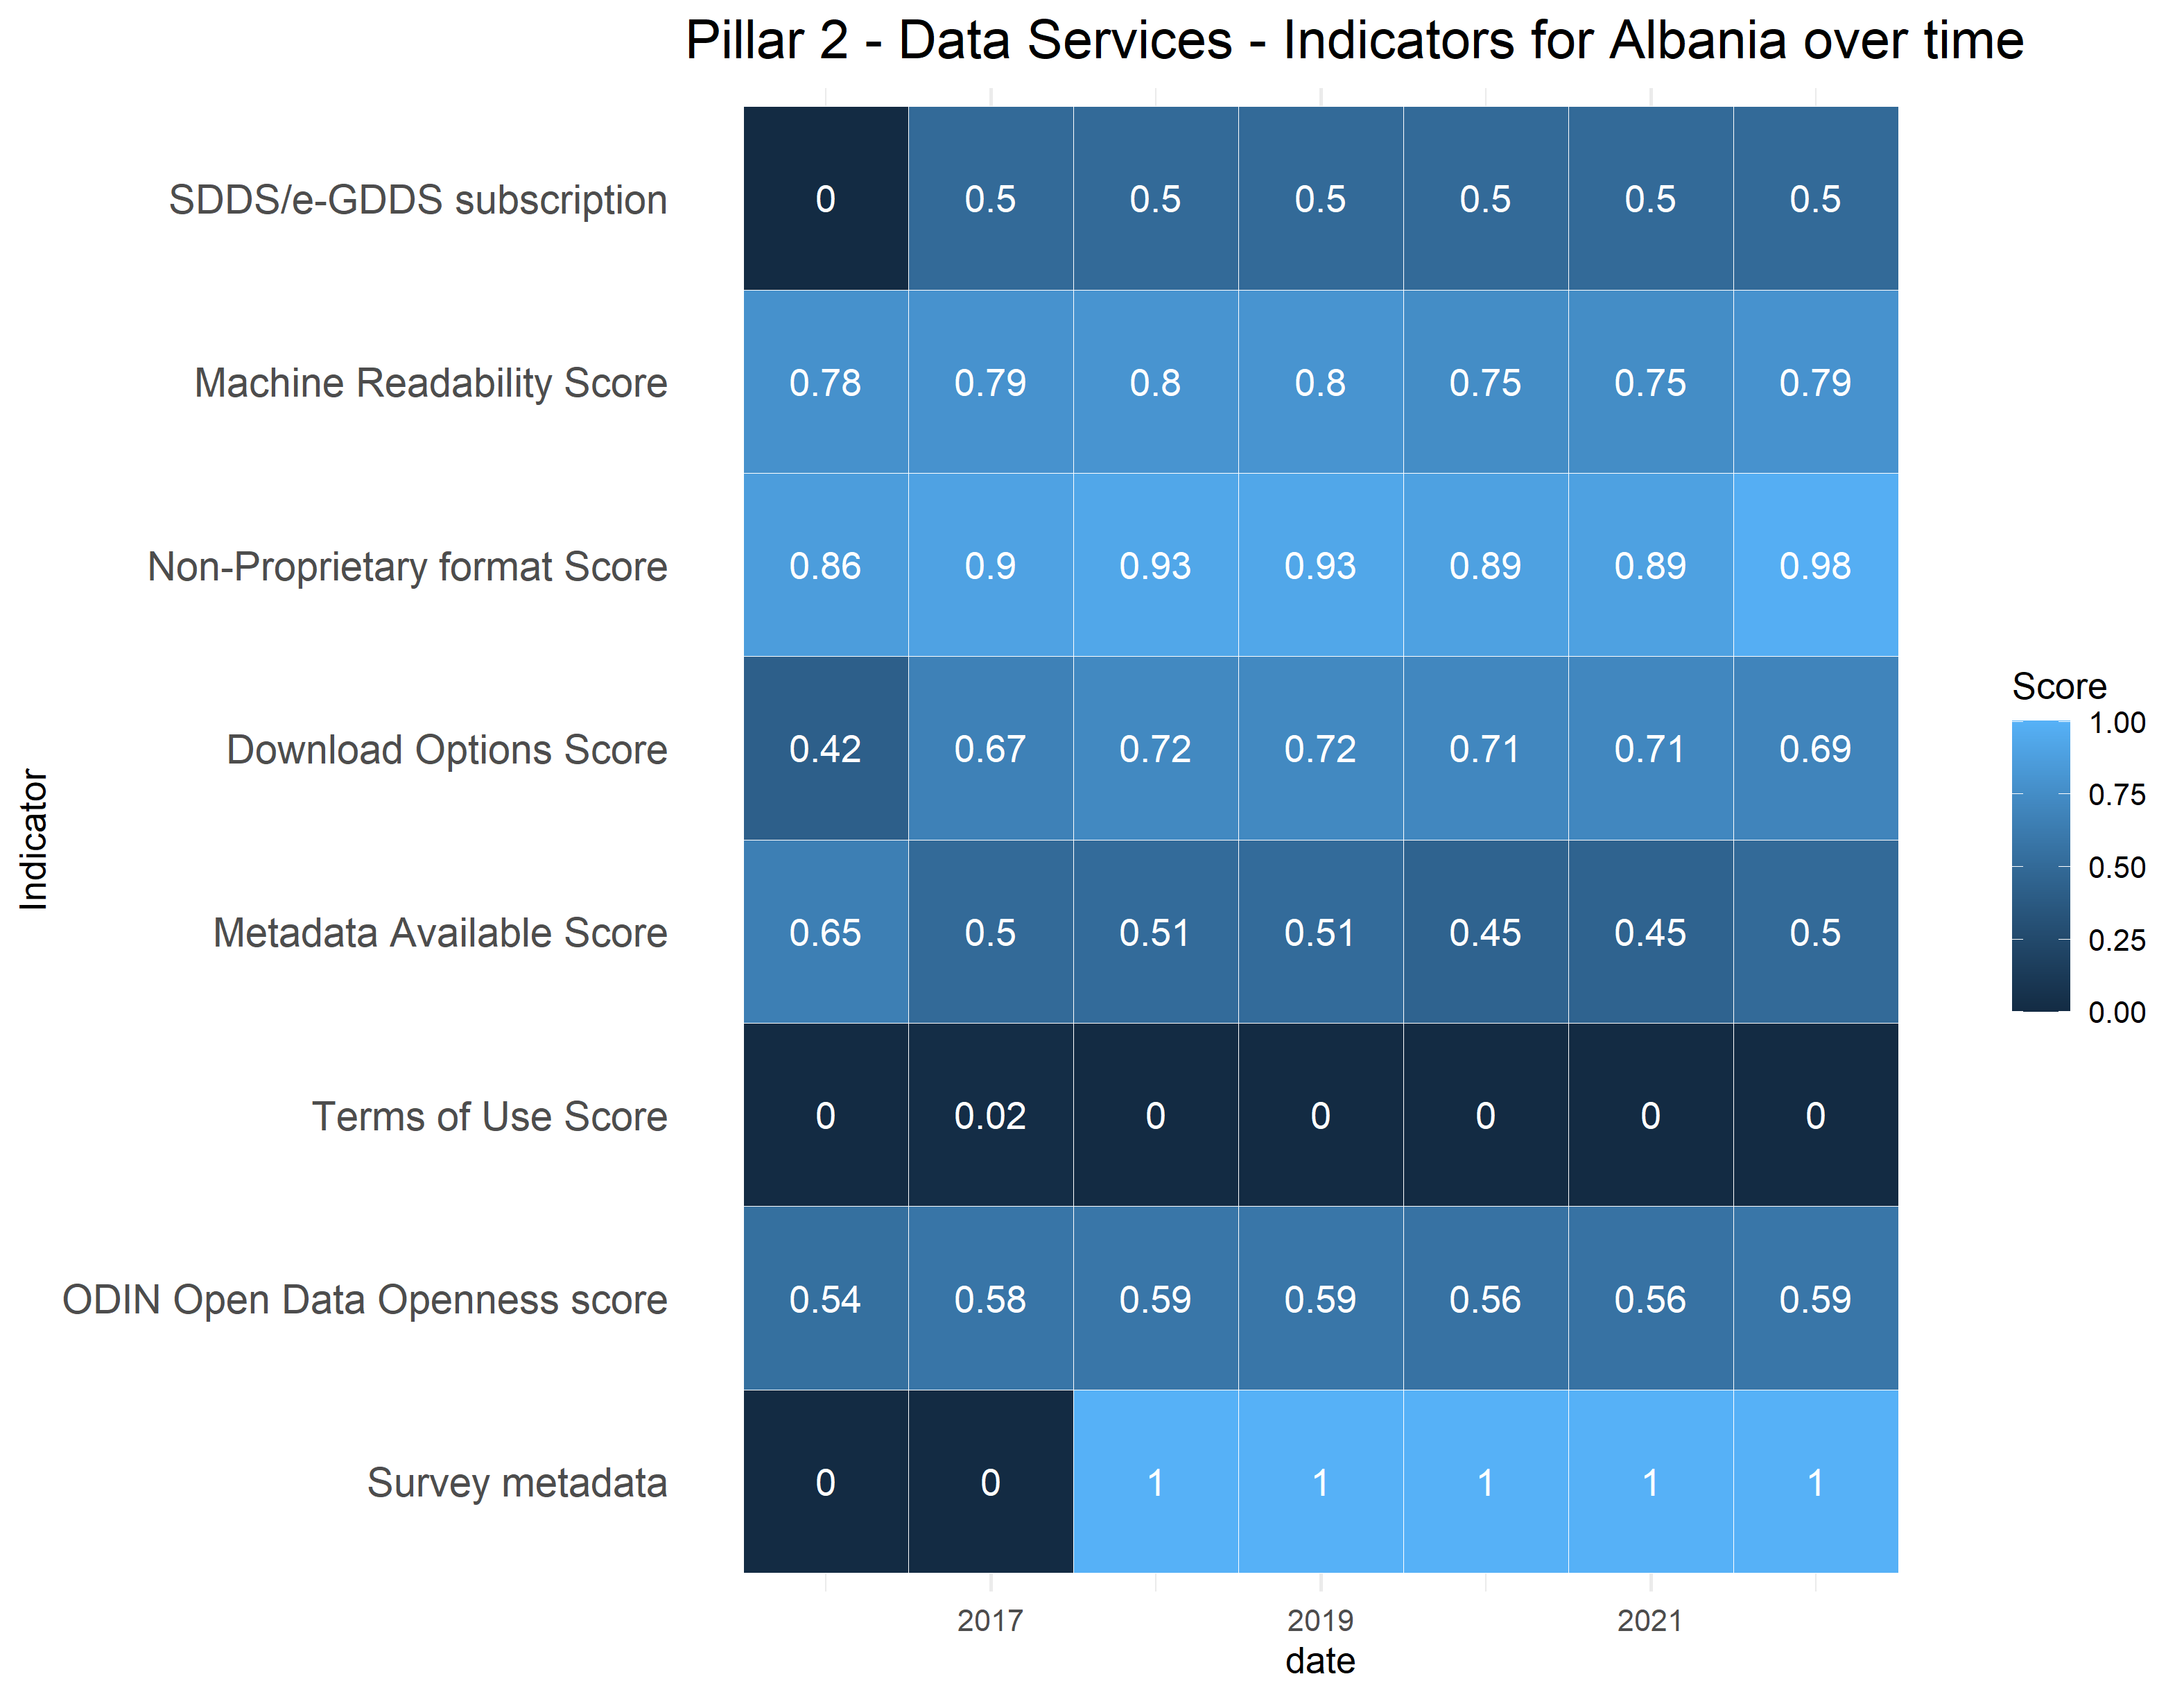 Pillar 2 - Data Services - Indicators for Albania over time
SDDS/e-GDDS subscription 0 0.5 0.5 0.5 0.5 0.5 0.5
Machine Readability Score 0.78 0.79 0.8 0.8 0.75 0.75 0.79
Non-Proprietary format Score 0.86 0.9 0.93 0.93 0.89 0.89 0.98
Download Options Score 0.42 0.67 0.72 0.72 0.71 0.71 0.69
Metadata Available Score 0.65 0.5 0.51 0.51 0.45 0.45 0.5
Terms of Use Score 0 0.02 0 0 0 0 0
ODIN Open Data Openness score 0.54 0.58 0.59 0.59 0.56 0.56 0.59
Survey metadata 0 0 1 1 1 1 1
2017 2019 2021
date
Indicator
Score
1.00
0.75
0.50
0.25
0.00